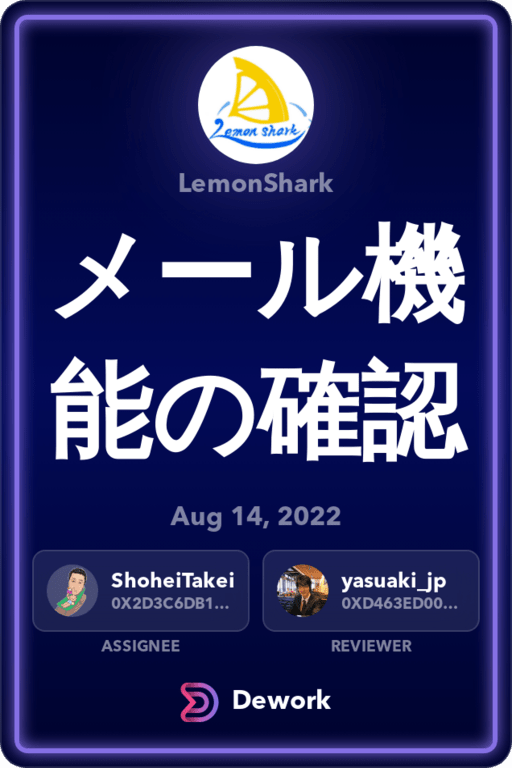 Lemon shark
LemonShark
メール機
能の確認
Aug 14, 2022
ShoheiTakei
0X2D3C6DB1...
ASSIGNEE
yasuaki_jp
0XD463ED00...
REVIEWER
Dework